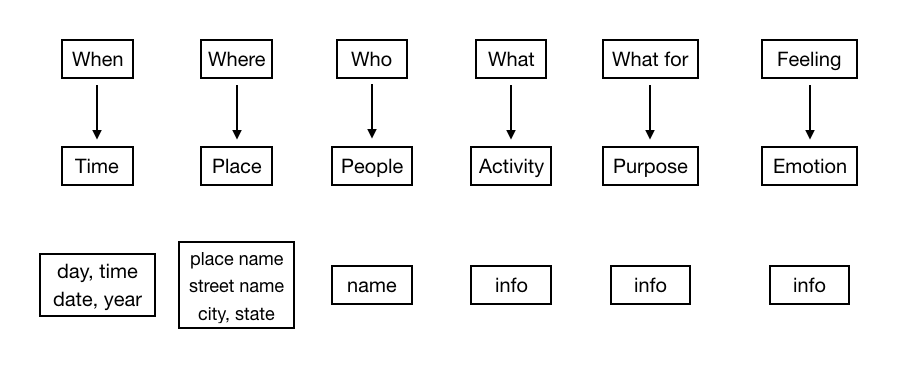 When
Where
Who
What
What for
Feeling
Time
Place
People
Activity
Purpose
Emotion
day, time
date, year
place name
street name
city, state
name
info
info
info